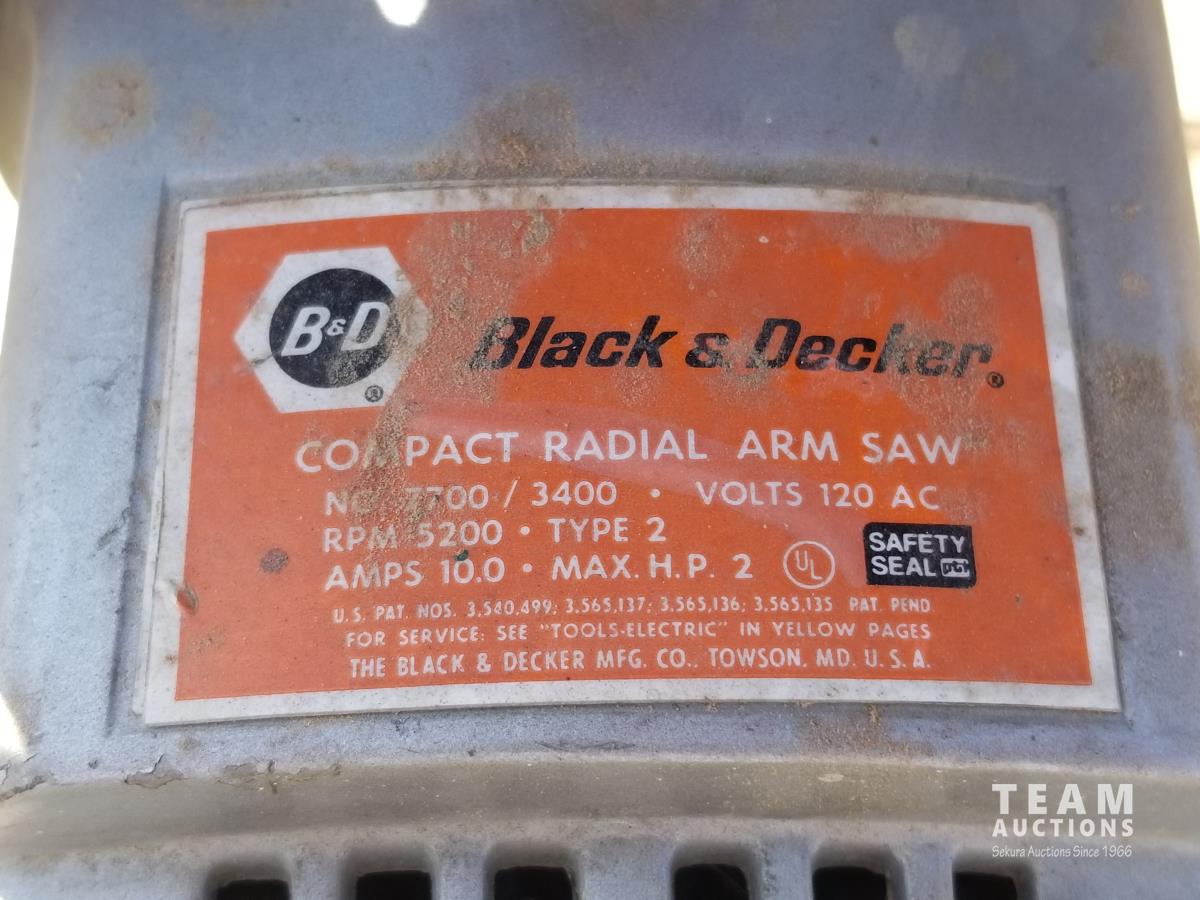 B&D
®
Black & Decker®
COMPACT RADIAL ARM SAW
NO. 7700 / 3400 • VOLTS 120 AC
RPM 5200 • TYPE 2
AMPS 10.0 • MAX. H.P. 2
UL
SAFETY
SEAL
U.S. PAT. NOS. 3,540,499; 3,565,137; 3,565,136; 3,565,135 PAT. PEND
FOR SERVICE: SEE "TOOLS-ELECTRIC" IN YELLOW PAGES
THE BLACK & DECKER MFG. CO., TOWSON, MD. U.S.A.
TEAM
AUCTIONS
Sekura Auctions Since 1966